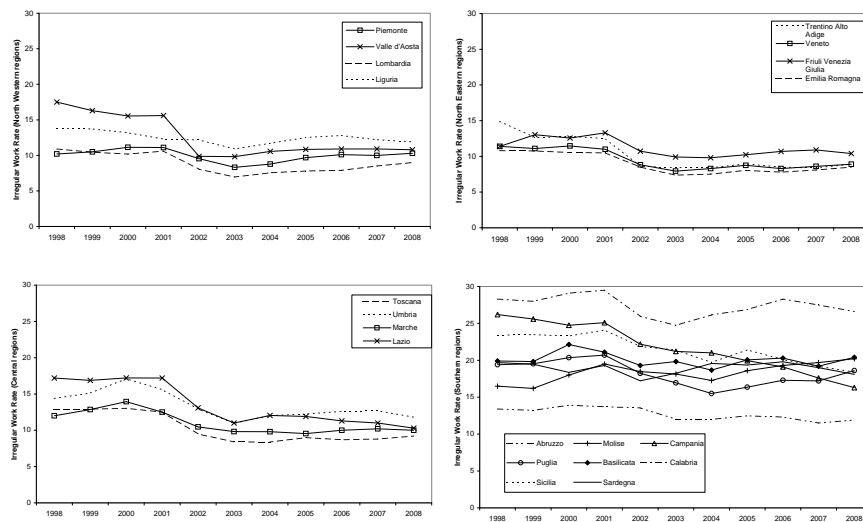 Irregular Work Rate (North Western regions)
30
25
20
15
10
5
0
1998 1999 2000 2001 2002 2003 2004 2005 2006 2007 2008
Piemonte
Valle d'Aosta
Lombardia
Liguria
Irregular Work Rate (North Eastern regions)
30
25
20
15
10
5
0
1998 1999 2000 2001 2002 2003 2004 2005 2006 2007 2008
Trentino Alto
Adige
Veneto
Friuli Venezia
Giulia
Emilia Romagna
Irregular Work Rate (Central regions)
30
25
20
15
10
5
0
1998 1999 2000 2001 2002 2003 2004 2005 2006 2007 2008
Toscana
Umbria
Marche
Lazio
Irregular Work Rate (Southern regions)
30
25
20
15
10
5
0
1998 1999 2000 2001 2002 2003 2004 2005 2006 2007 2008
Abruzzo Molise Campania
Puglia Basilicata Calabria
Sicilia Sardegna